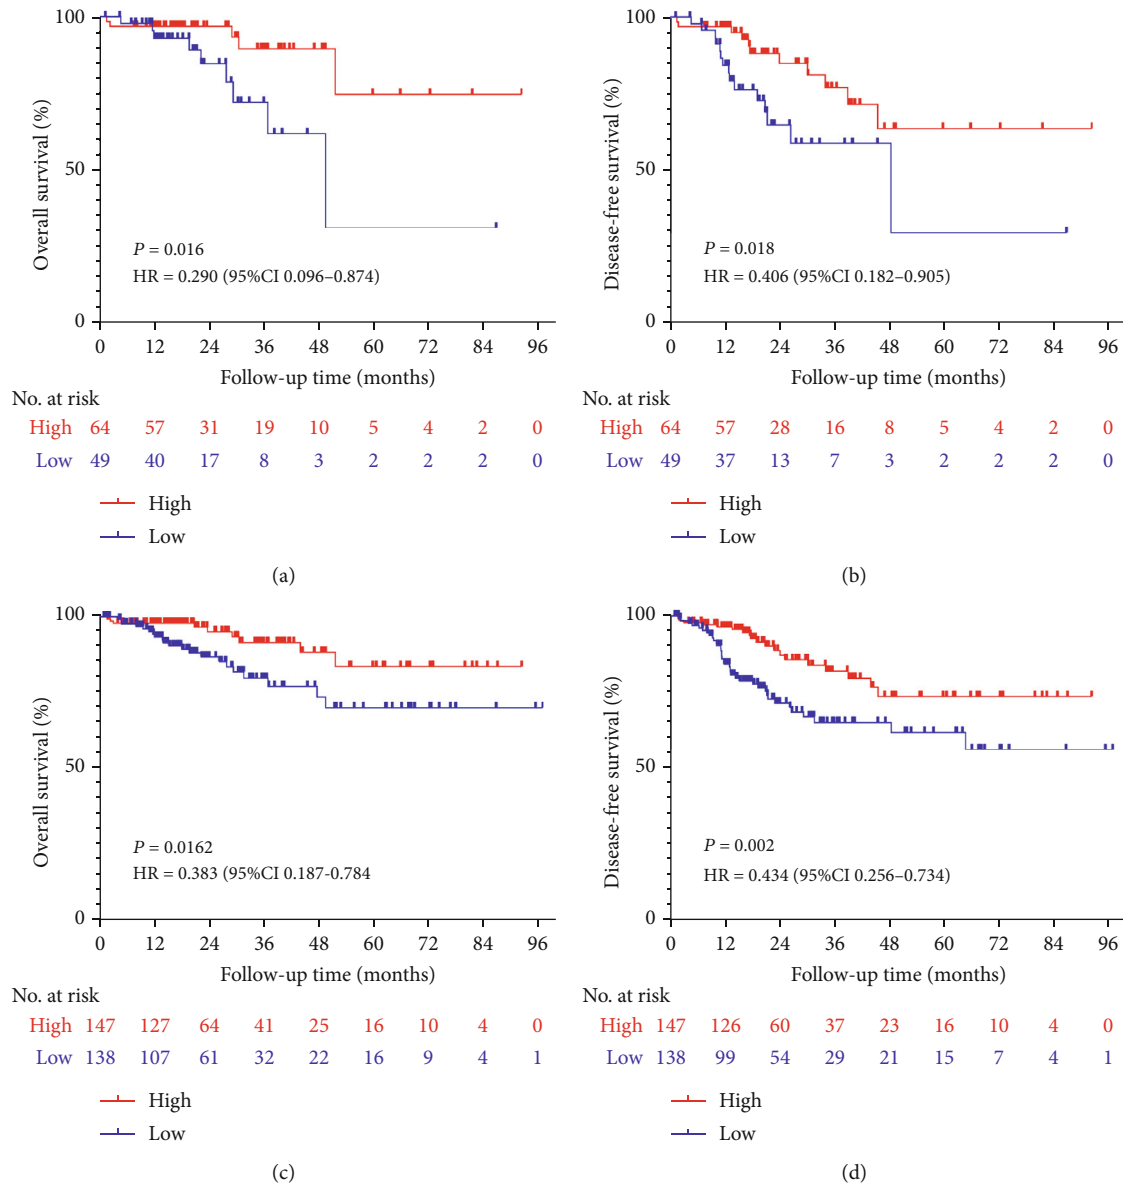 100
50
0
Overall survival (%)
P = 0.016
HR = 0.290 (95%CI 0.096–0.874)
0 12 24 36 48 60 72 84 96
Follow-up time (months)
No. at risk
High 64 57 31 19 10 5 4 2 0
Low 49 40 17 8 3 2 2 2 0
High
Low
(a)
100
50
0
Disease-free survival (%)
P = 0.018
HR = 0.406 (95%CI 0.182–0.905)
0 12 24 36 48 60 72 84 96
Follow-up time (months)
No. at risk
High 64 57 28 16 8 5 4 2 0
Low 49 37 13 7 3 2 2 2 0
High
Low
(b)
100
50
0
Overall survival (%)
P = 0.0162
HR = 0.383 (95%CI 0.187-0.784
0 12 24 36 48 60 72 84 96
Follow-up time (months)
No. at risk
High 147 127 64 41 25 16 10 4 0
Low 138 107 61 32 22 16 9 4 1
High
Low
(c)
100
50
0
Disease-free survival (%)
P = 0.002
HR = 0.434 (95%CI 0.256–0.734)
0 12 24 36 48 60 72 84 96
Follow-up time (months)
No. at risk
High 147 126 60 37 23 16 10 4 0
Low 138 99 54 29 21 15 7 4 1
High
Low
(d)